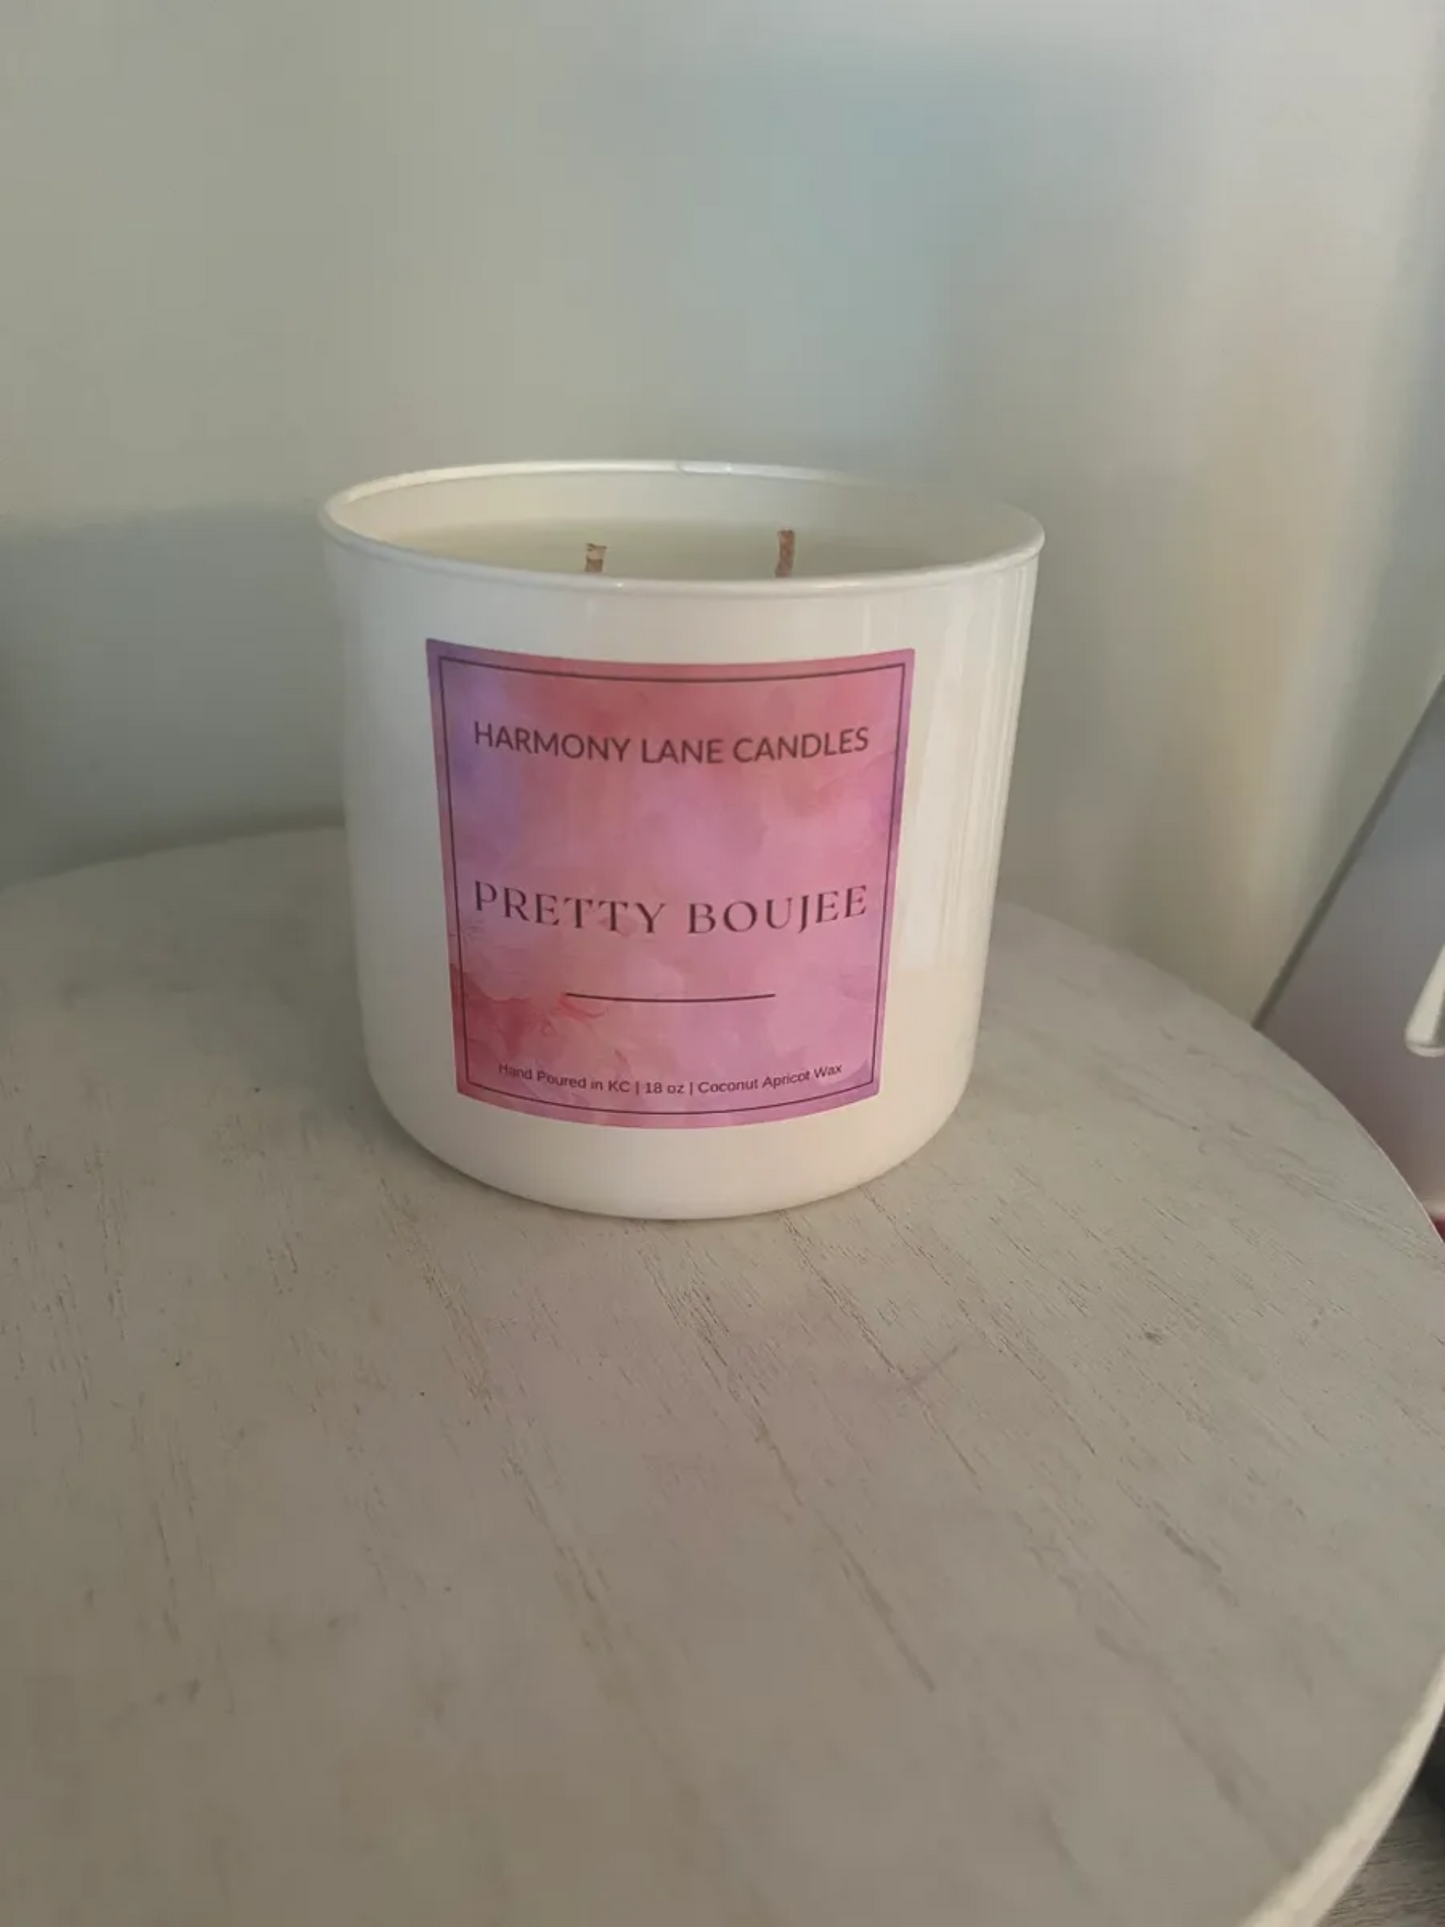 HARMONY LANE CANDLES
PRETTY BOUJEE
Hand Poured in KC | 18 oz | Coconut Apricot Wax